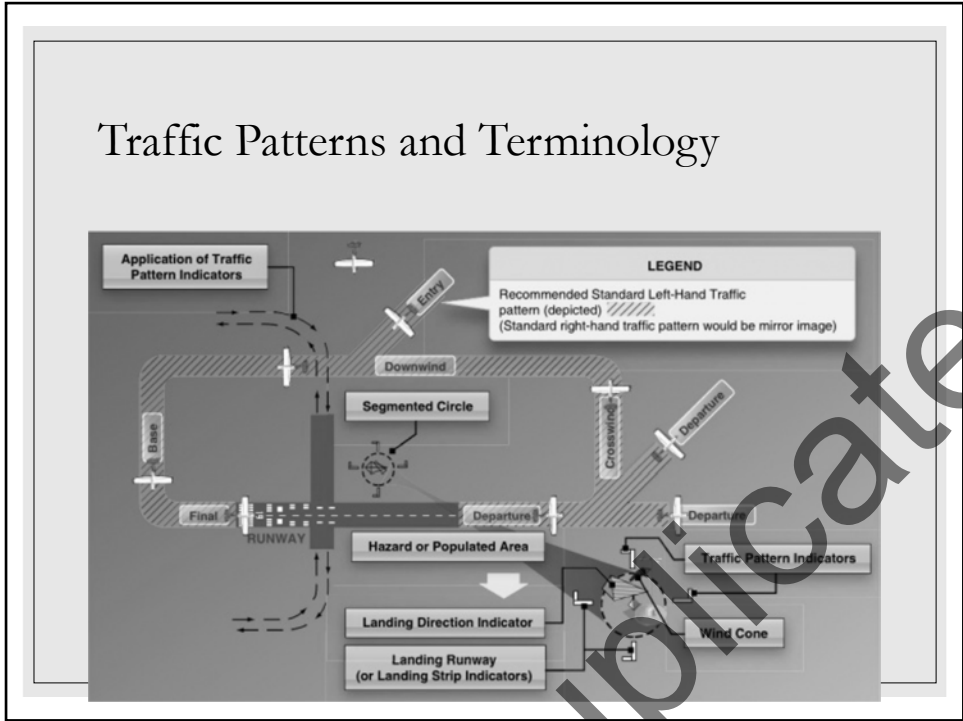 Traffic Patterns and Terminology
Application of Traffic
Pattern Indicators
Entry
LEGEND
Recommended Standard Left-Hand Traffic
pattern (depicted)
(Standard right-hand traffic pattern would be mirror image)
Downwind
Segmented Circle
Base
Crosswind
Departure
Final
RUNWAY
Departure
Departure
Hazard or Populated Area
Traffic Pattern Indicators
Landing Direction Indicator
Wind Cone
Landing Runway
(or Landing Strip Indicators)